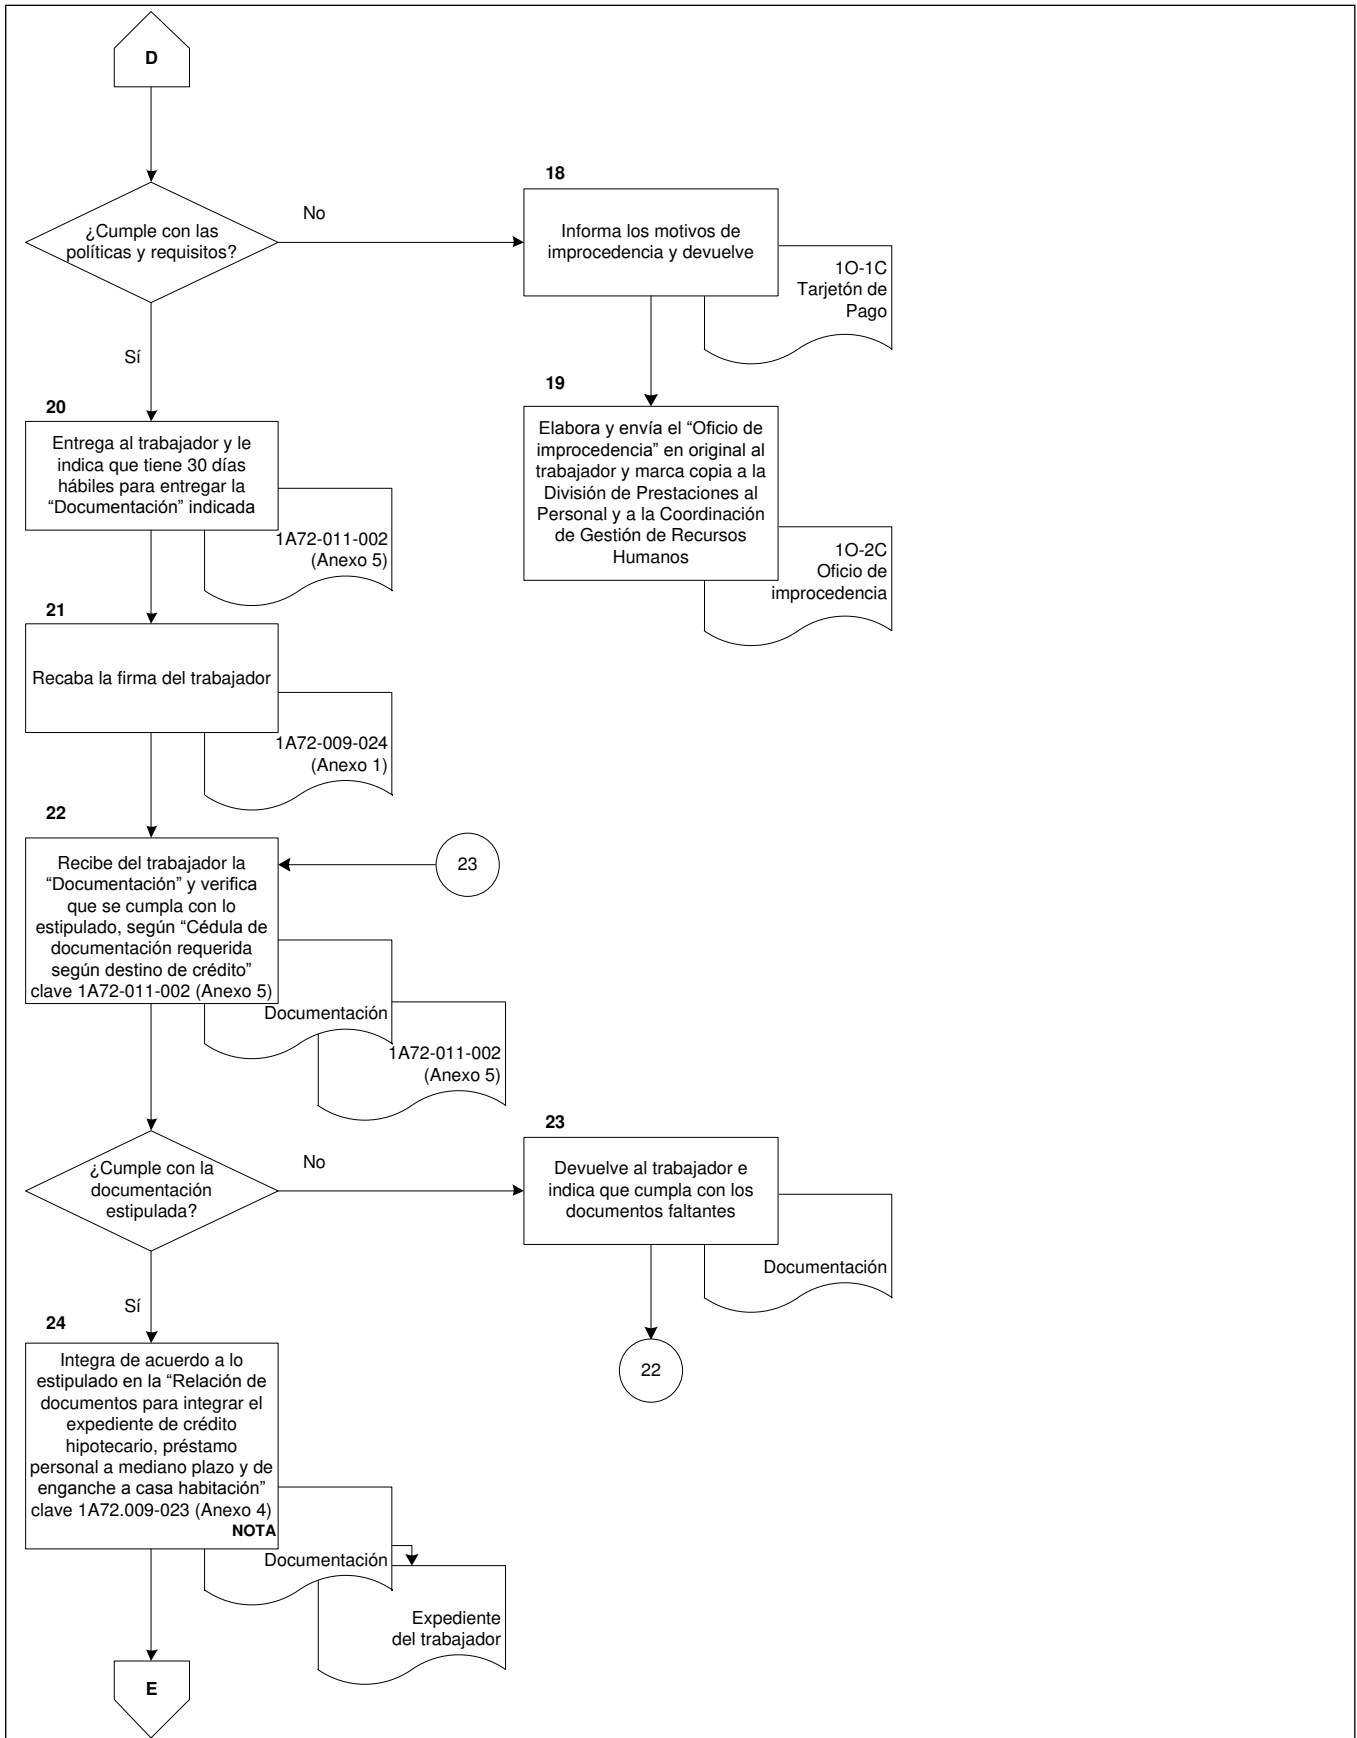 D
¿Cumple con las
políticas y requisitos?
No
18
Informa los motivos de
improcedencia y devuelve
1O-1C
Tarjetón de
Pago
Sí
19
Elabora y envía el “Oficio de
improcedencia” en original al
trabajador y marca copia a la
División de Prestaciones al
Personal y a la Coordinación
de Gestión de Recursos
Humanos
1O-2C
Oficio de
improcedencia
20
Entrega al trabajador y le
indica que tiene 30 días
hábiles para entregar la
“Documentación” indicada
1A72-011-002
(Anexo 5)
21
Recaba la firma del trabajador
1A72-009-024
(Anexo 1)
22
Recibe del trabajador la
“Documentación” y verifica
que se cumpla con lo
estipulado, según “Cédula de
documentación requerida
según destino de crédito”
clave 1A72-011-002 (Anexo 5)
23
Documentación
1A72-011-002
(Anexo 5)
¿Cumple con la
documentación
estipulada?
No
23
Devuelve al trabajador e
indica que cumpla con los
documentos faltantes
Documentación
22
Sí
24
Integra de acuerdo a lo
estipulado en la “Relación de
documentos para integrar el
expediente de crédito
hipotecario, préstamo
personal a mediano plazo y de
enganche a casa habitación”
clave 1A72.009-023 (Anexo 4)
NOTA
Documentación
Expediente
del trabajador
E